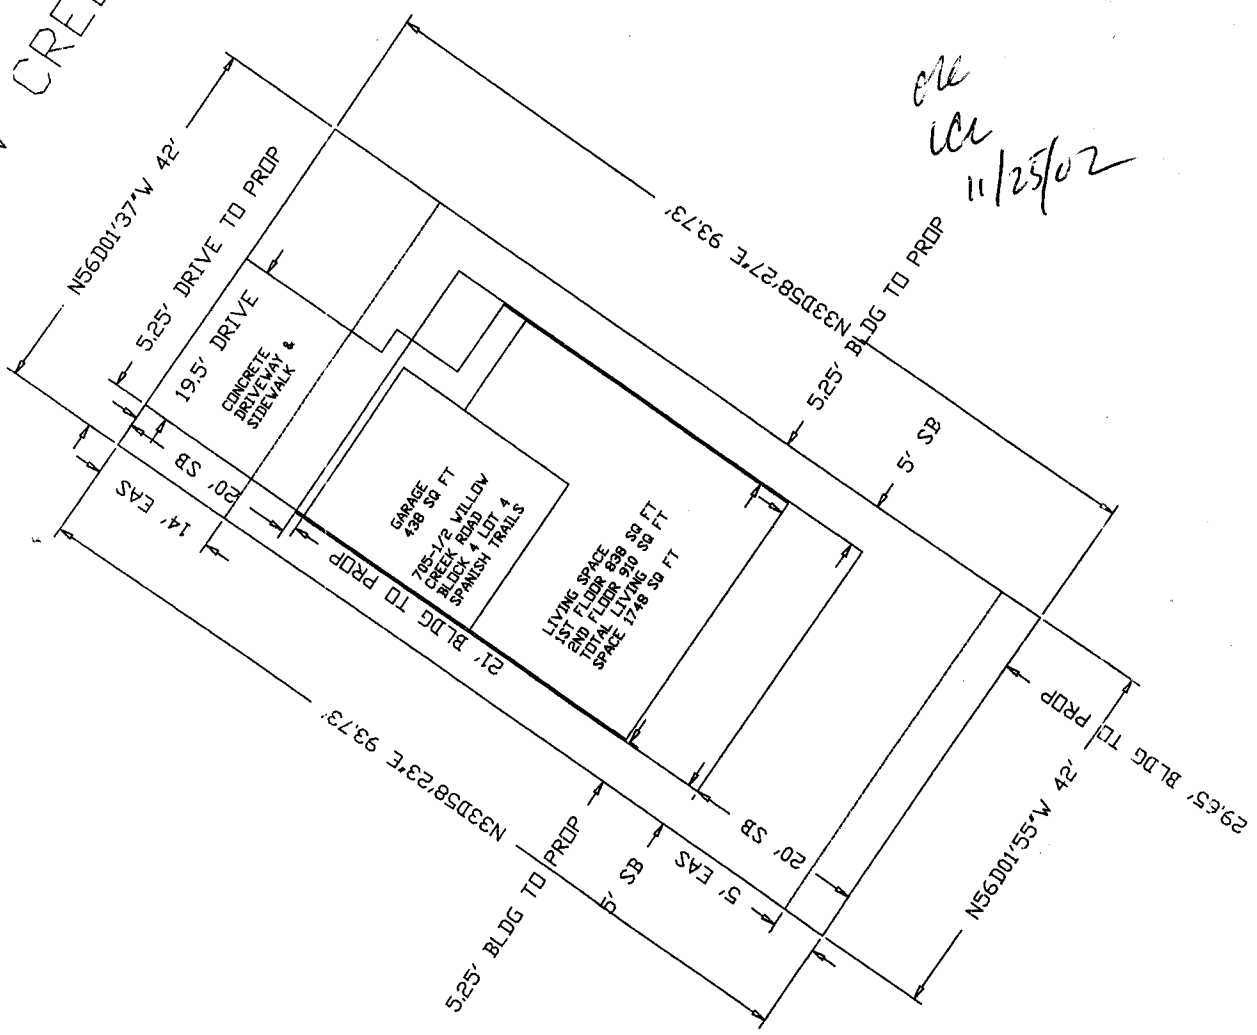 CREE
N56D01'37"W 42'
5.25' DRIVE TO PROP
19.5' DRIVE
CONCRETE
DRIVEWAY &
SIDEWALK
20' SB
14' EAS
N33D58'27"E 93.73'
11/25/02
5.25' BLDG TO PROP
5' SB
GARAGE
438 SQ FT
705-1/2 WILLOW
CREEK ROAD
BLOCK 4 LOT 4
SPANISH TRAILS
21' BLDG TO PROP
LIVING SPACE
1ST FLOOR 838 SQ FT
2ND FLOOR 910 SQ FT
TOTAL LIVING
SPACE 1748 SQ FT
N33D58'23"E 93.73'
5.25' BLDG TO PROP
5' SB
5' EAS
20' SB
N56D01'55"W 42'
29.65' BLDG TO PROP